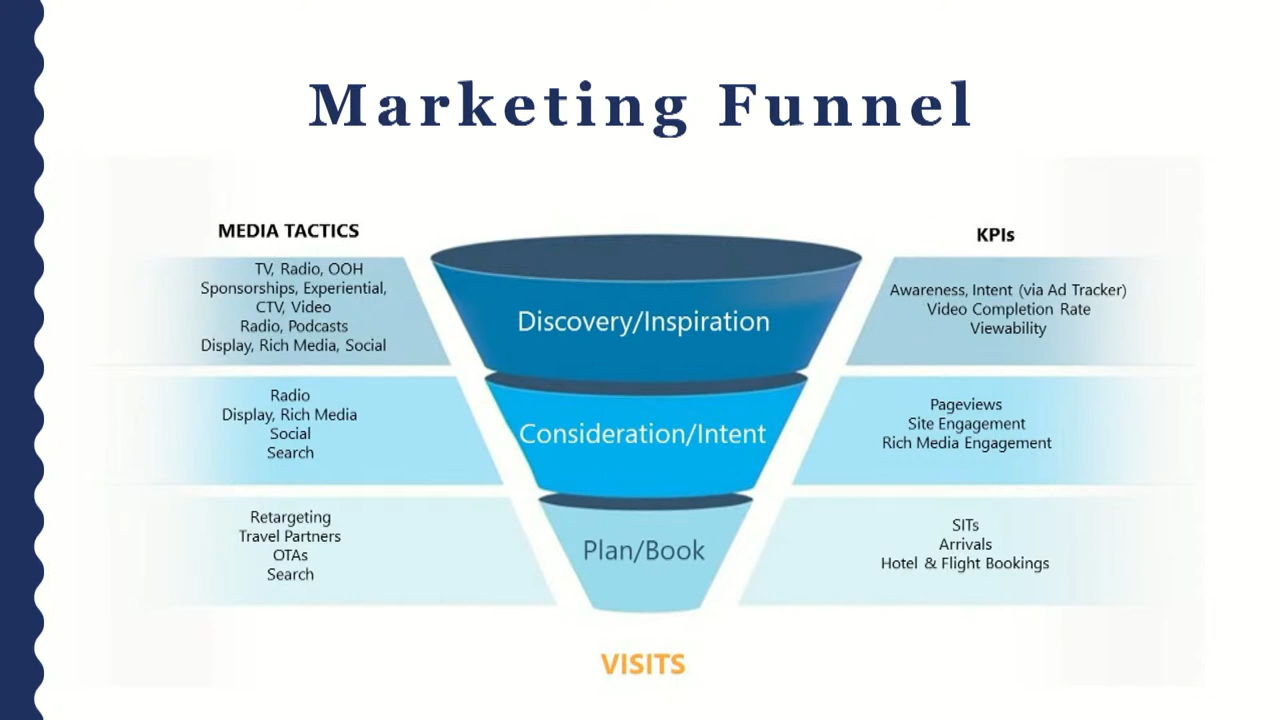 Marketing Funnel
MEDIA TACTICS
TV, Radio, OOH
Sponsorships, Experiential,
CTV, Video
Radio, Podcasts
Display, Rich Media, Social
Discovery/Inspiration
KPIs
Awareness, Intent (via Ad Tracker)
Video Completion Rate
Viewability
Radio
Display, Rich Media
Social
Search
Consideration/Intent
Pageviews
Site Engagement
Rich Media Engagement
Retargeting
Travel Partners
OTAs
Search
Plan/Book
SITs
Arrivals
Hotel & Flight Bookings
VISITS